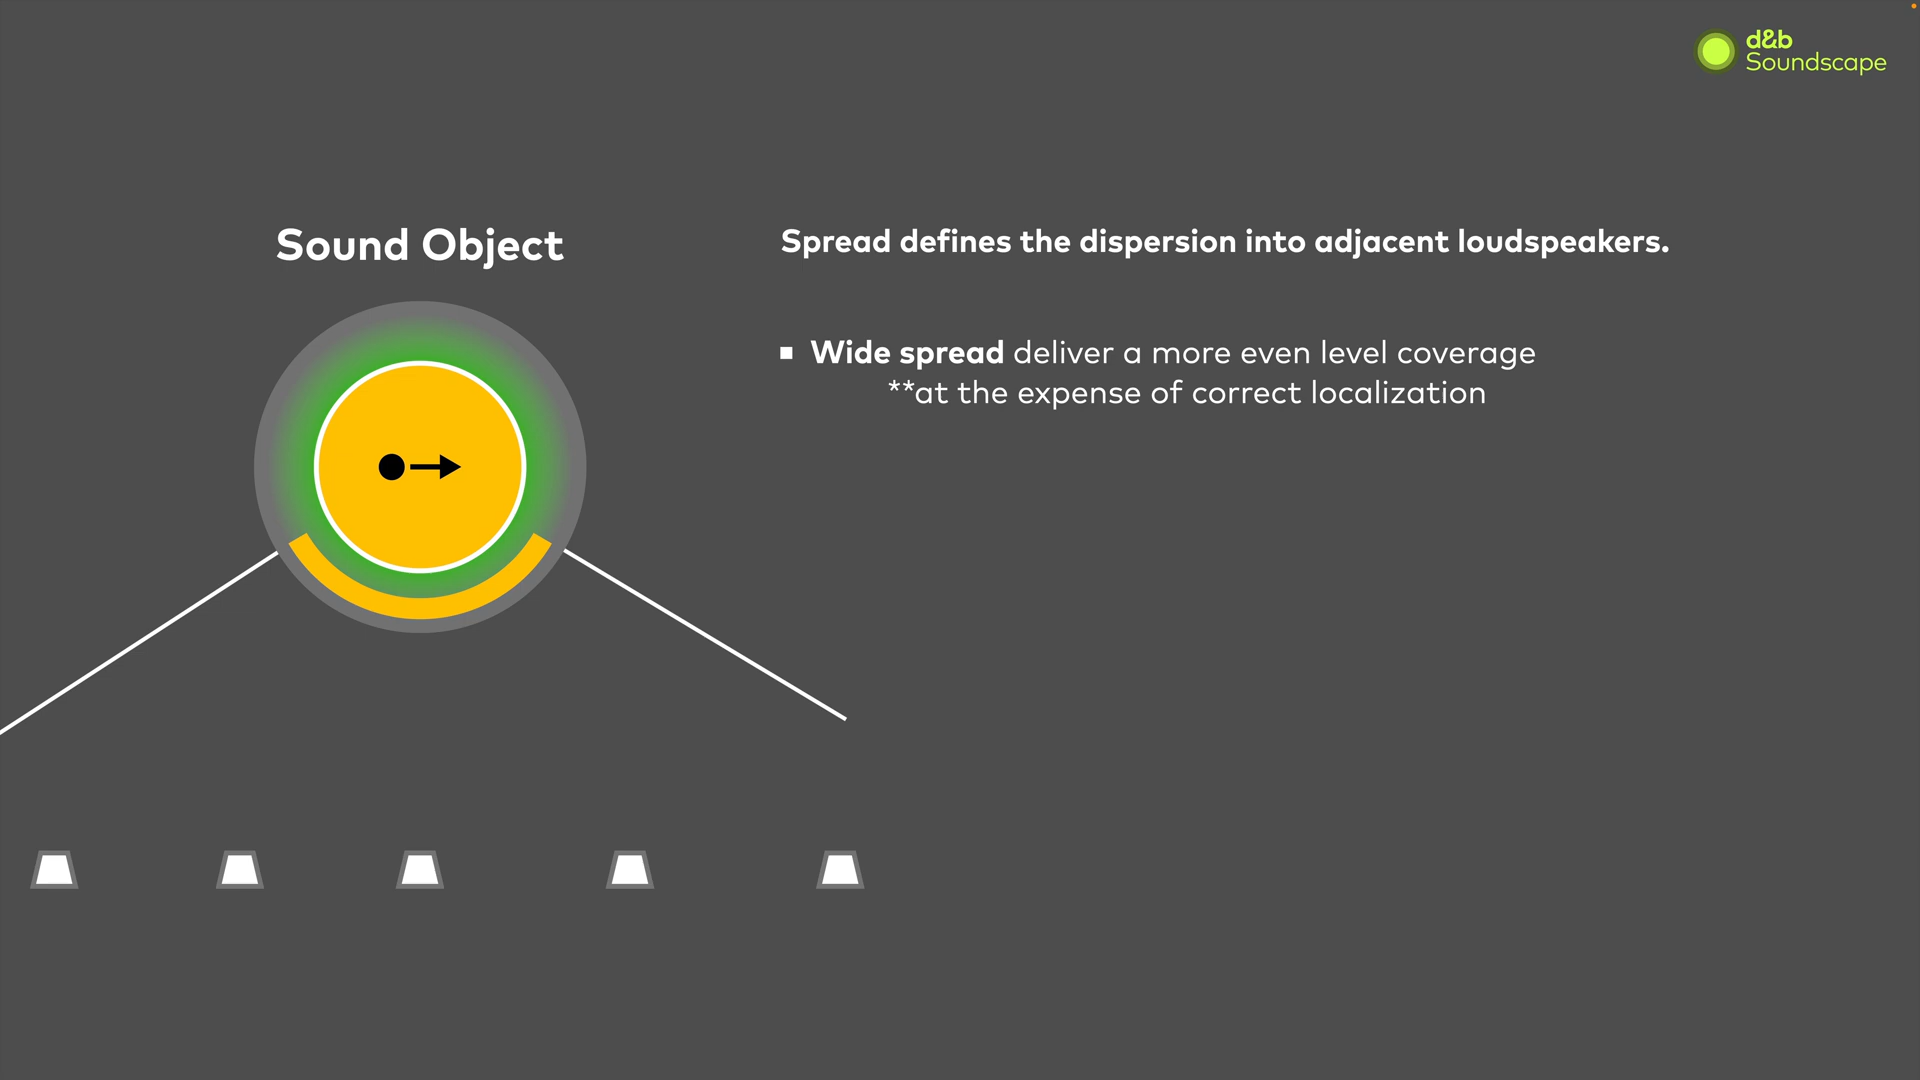 d&b
Soundscape
Sound Object
Spread defines the dispersion into adjacent loudspeakers.
Wide spread deliver a more even level coverage
**at the expense of correct localization